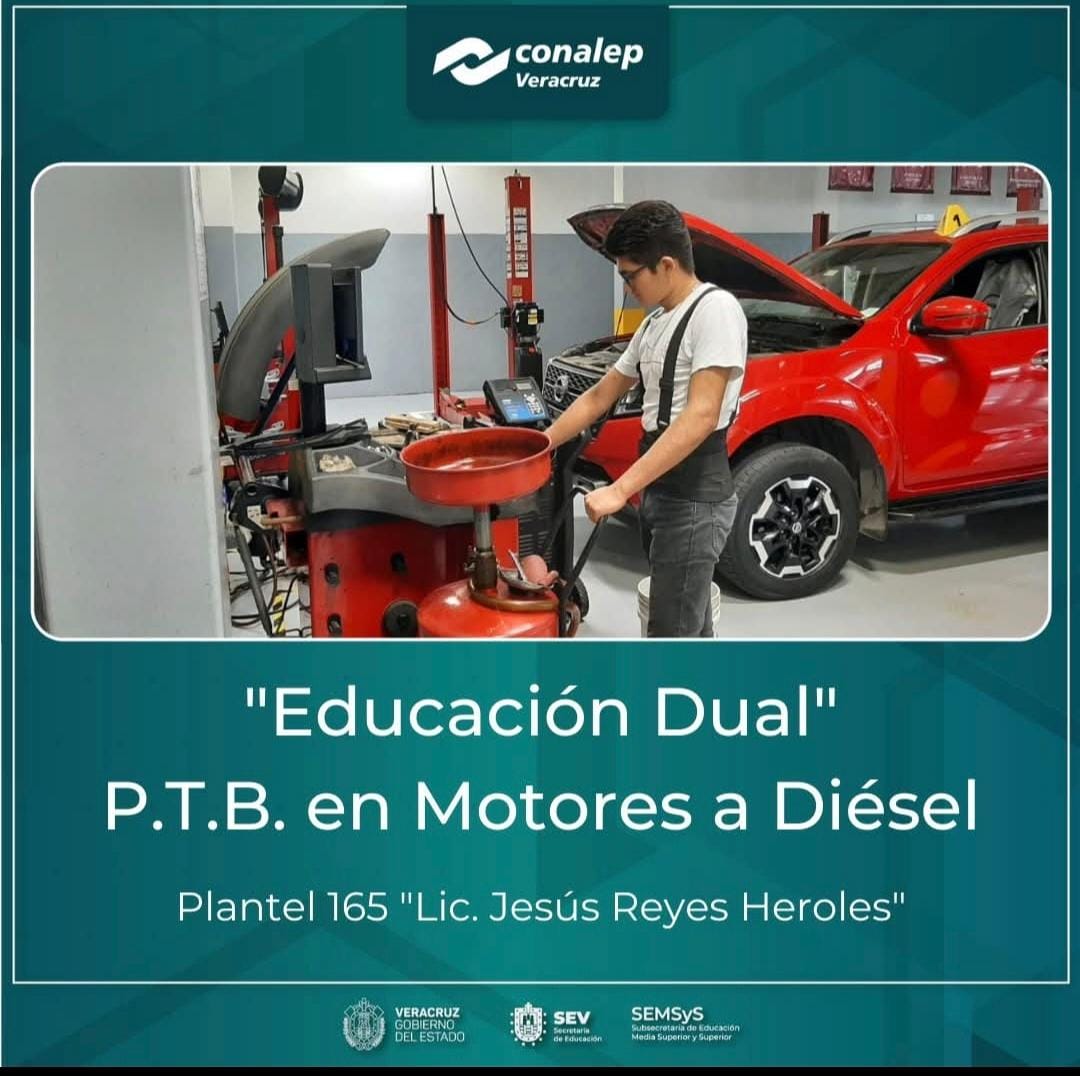 conalep
Veracruz
1
"Educación Dual"
P.T.B. en Motores a Diésel
Plantel 165 "Lic. Jesús Reyes Heroles"
VERACRUZ
GOBIERNO
DEL ESTADO
SEV
Secretaría
de Educación
SEMSyS
Subsecretaría de Educación
Media Superior y Superior